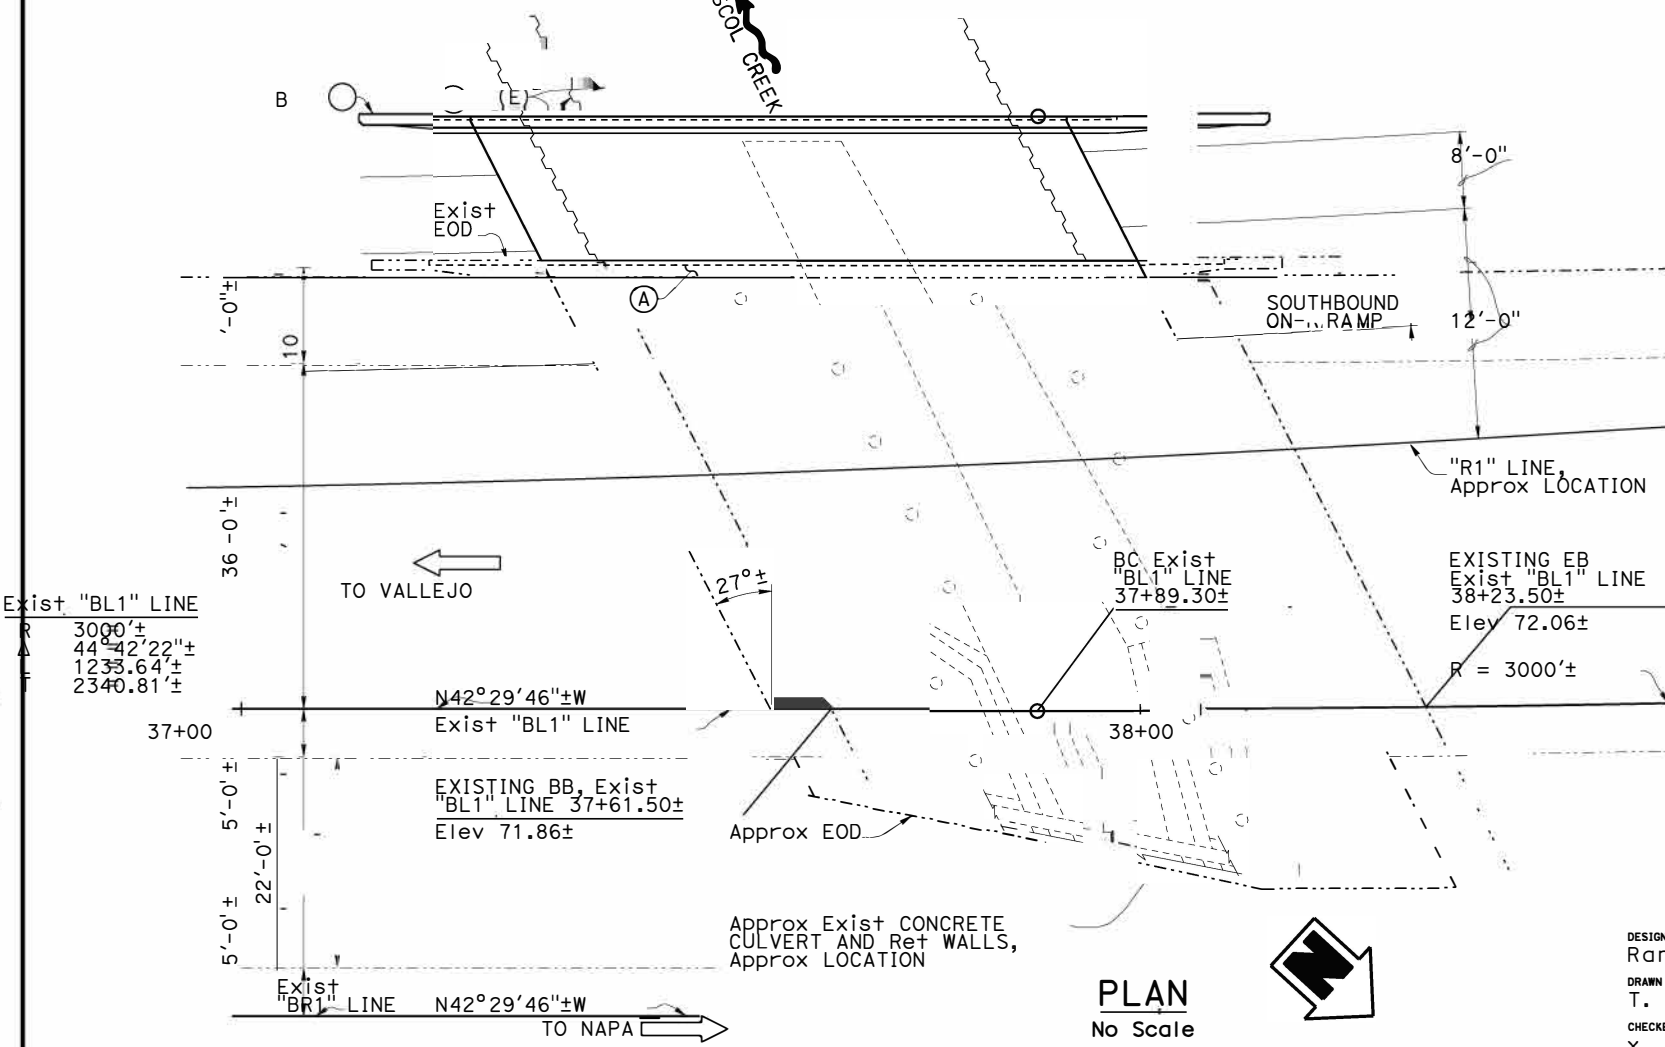 SCOL CREEK
B
(E)
8'-0"
Exist
EOD
A
SOUTHBOUND
ON-RAMP
12'-0"
'-0"±
10
"R1" LINE,
Approx LOCATION
36 -0'±
TO VALLEJO
27°±
BC Exist
"BL1" LINE
37+89.30±
EXISTING EB
Exist "BL1" LINE
38+23.50±
Elev 72.06±
R = 3000'±
Exist "BL1" LINE
R = 3000'±
Δ = 44°42'22"±
L = 1233.64'±
T = 2340.81'±
N42°29'46"±W
Exist "BL1" LINE
37+00
38+00
EXISTING BB, Exist
"BL1" LINE 37+61.50±
Elev 71.86±
Approx EOD
5'-0'±
22'-0'±
5'-0'±
Approx Exist CONCRETE
CULVERT AND Ret WALLS,
Approx LOCATION
Exist
"BR1" LINE N42°29'46"±W
TO NAPA
PLAN
No Scale
N
DESIGN
DRAWN
T.
CHECKE